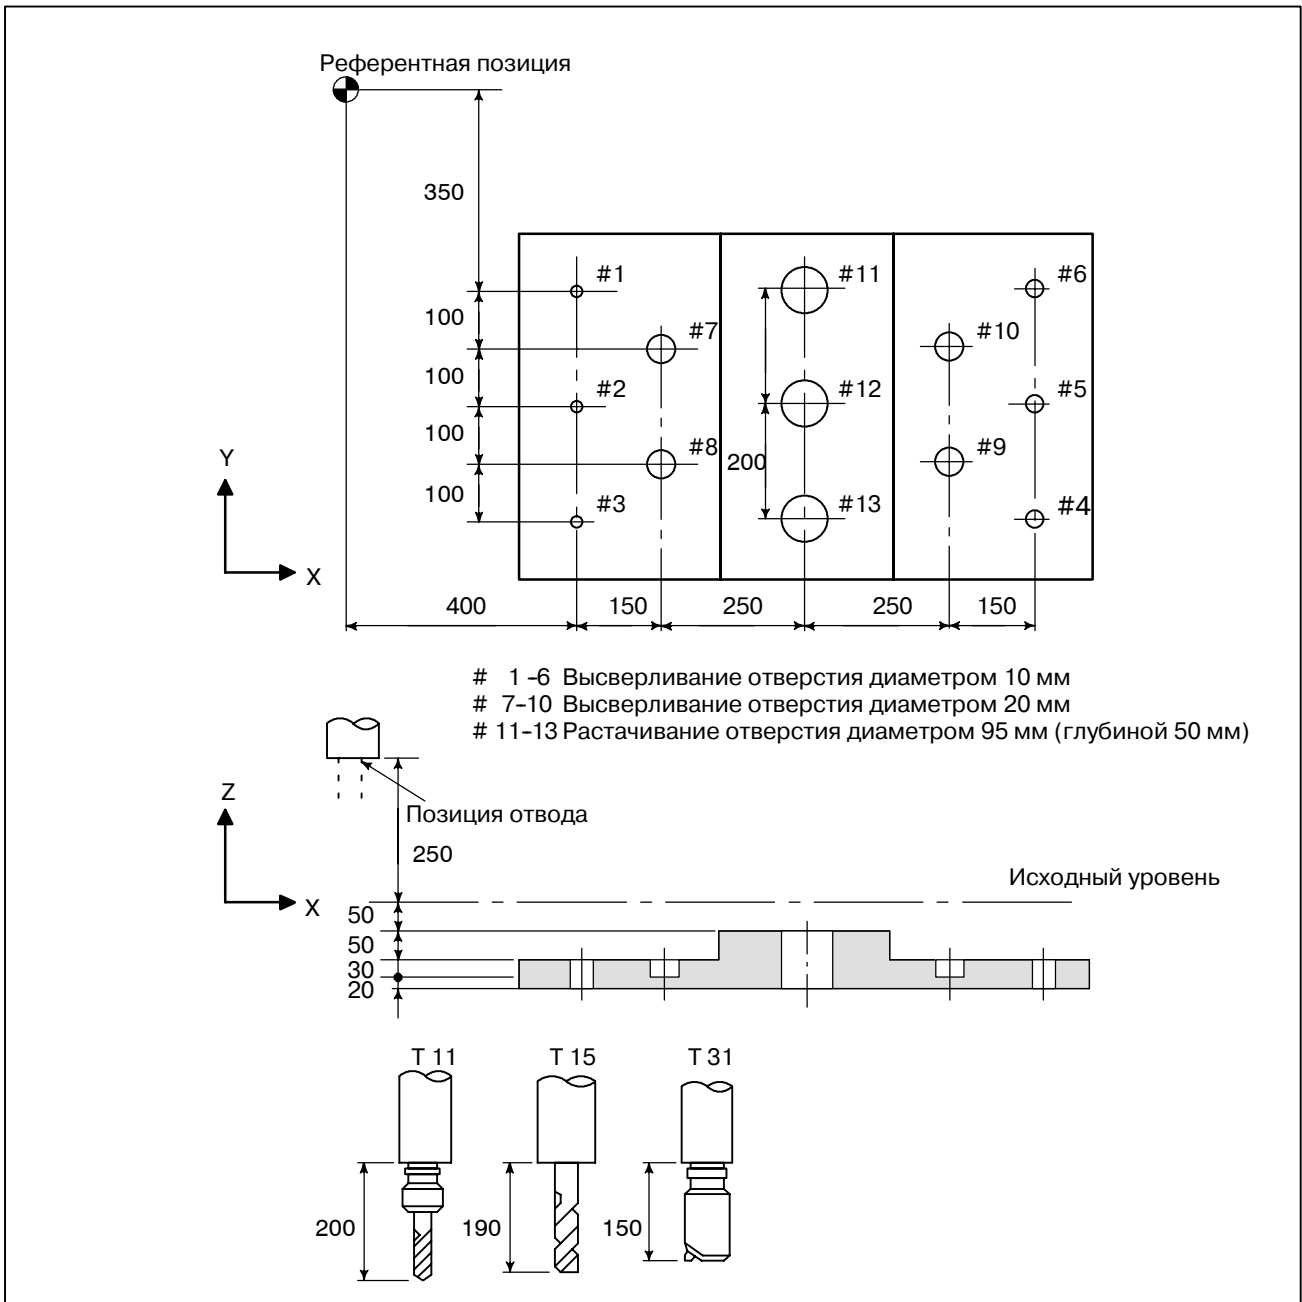 Референтная позиция
350
#1
#11
#6
100
#7
#10
100
#2
#12
#5
100
#8
200
#9
Y
100
#3
#13
#4
X
400
150
250
250
150
# 1-6 Высверливание отверстия диаметром 10 мм
# 7-10 Высверливание отверстия диаметром 20 мм
# 11-13 Растачивание отверстия диаметром 95 мм (глубиной 50 мм)
Z
Позиция отвода
250
Исходный уровень
X
50
50
30
20
T 11
T 15
T 31
200
190
150